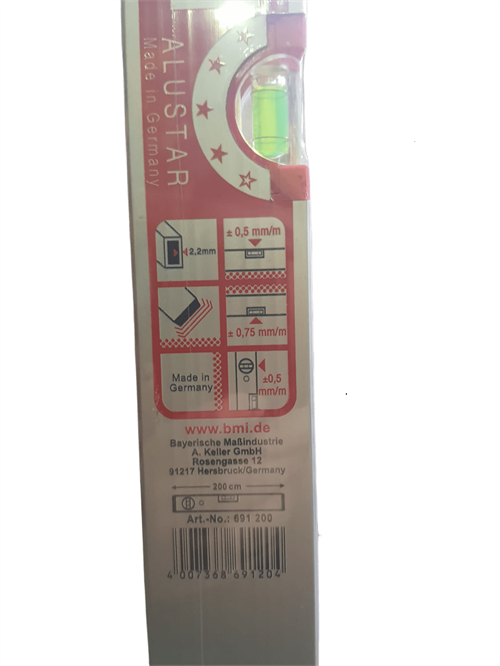 ALUSTAR
Made in Germany
2,2mm
± 0,5 mm/m
± 0,75 mm/m
Made in
Germany
±0,5
mm/m
www.bmi.de
Bayerische Maßindustrie
A. Keller GmbH
Rosengasse 12
91217 Hersbruck/Germany
200 cm
Art.-No.: 691 200
4 007368 691204